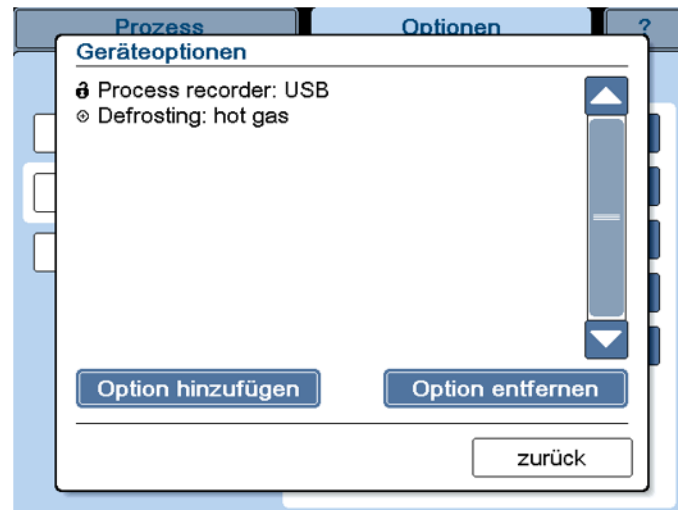 Prozess Optionen ?
Geräteoptionen
Process recorder: USB
Defrosting: hot gas
Option hinzufügen Option entfernen
zurück